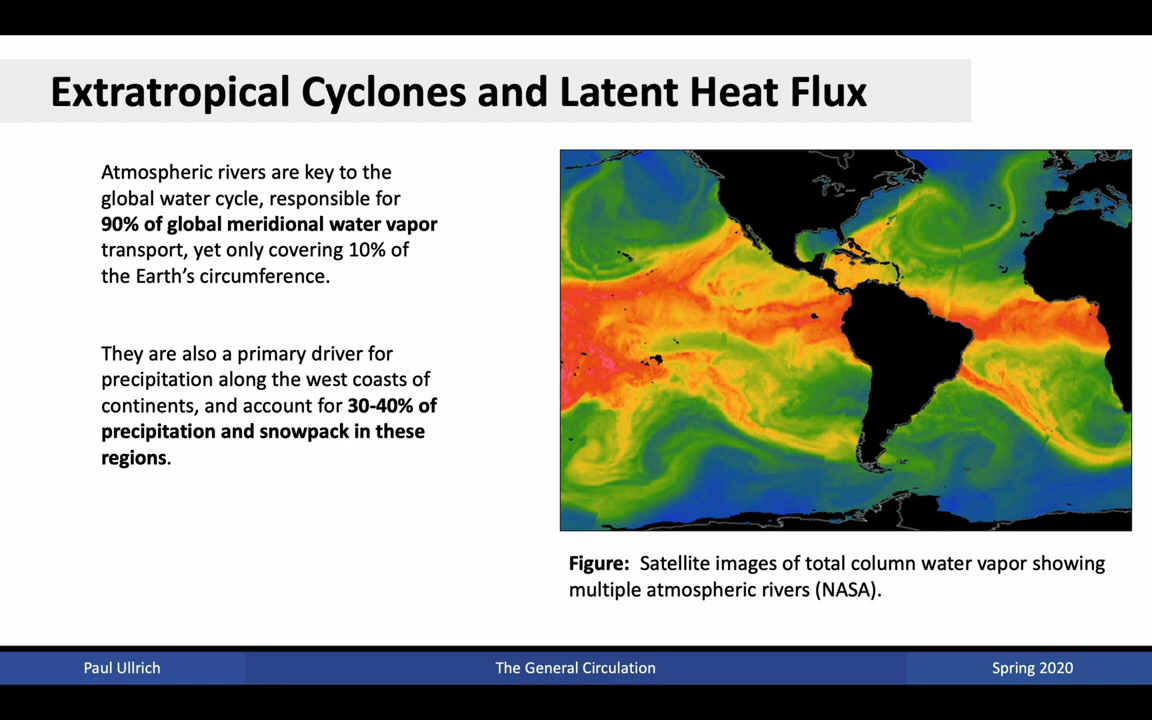 Extratropical Cyclones and Latent Heat Flux
Atmospheric rivers are key to the
global water cycle, responsible for
90% of global meridional water vapor
transport, yet only covering 10% of
the Earth’s circumference.
They are also a primary driver for
precipitation along the west coasts of
continents, and account for 30-40% of
precipitation and snowpack in these
regions.
Figure: Satellite images of total column water vapor showing
multiple atmospheric rivers (NASA).
Paul Ullrich
The General Circulation
Spring 2020